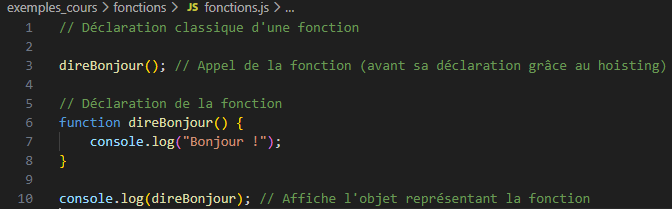 exemples_cours > fonctions > JS fonctions.js > ...
1 // Déclaration classique d'une fonction
2
3 direBonjour(); // Appel de la fonction (avant sa déclaration grâce au hoisting)
4
5 // Déclaration de la fonction
6 function direBonjour() {
7     console.log("Bonjour !");
8 }
9
10 console.log(direBonjour); // Affiche l'objet représentant la fonction